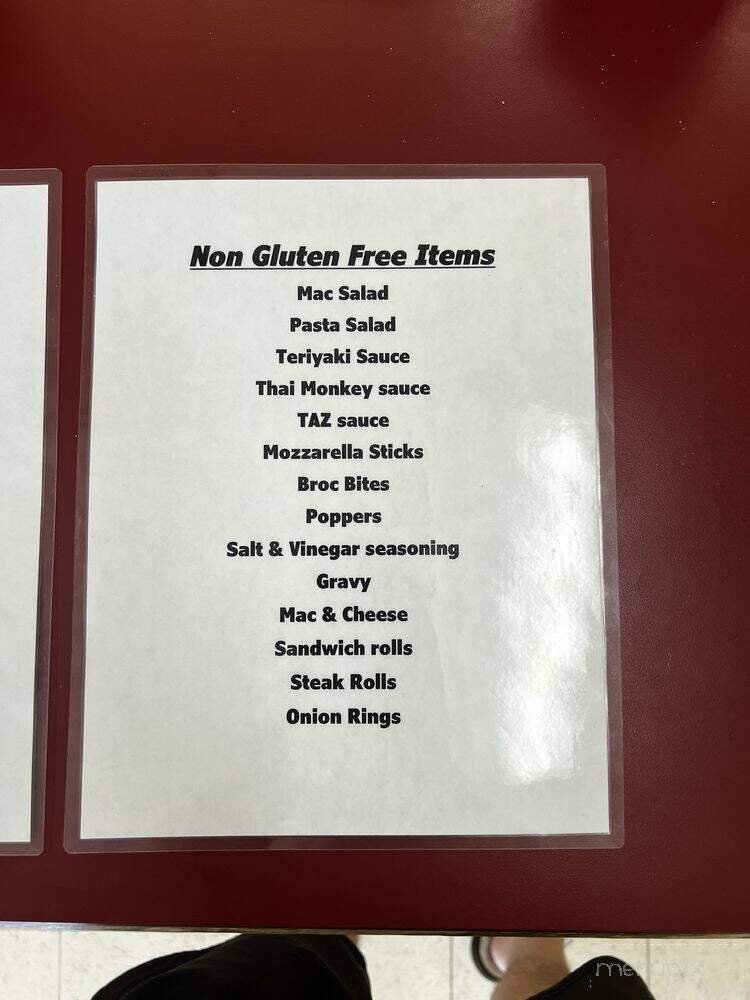 Non Gluten Free Items
Mac Salad
Pasta Salad
Teriyaki Sauce
Thai Monkey sauce
TAZ sauce
Mozzarella Sticks
Broc Bites
Poppers
Salt & Vinegar seasoning
Gravy
Mac & Cheese
Sandwich rolls
Steak Rolls
Onion Rings